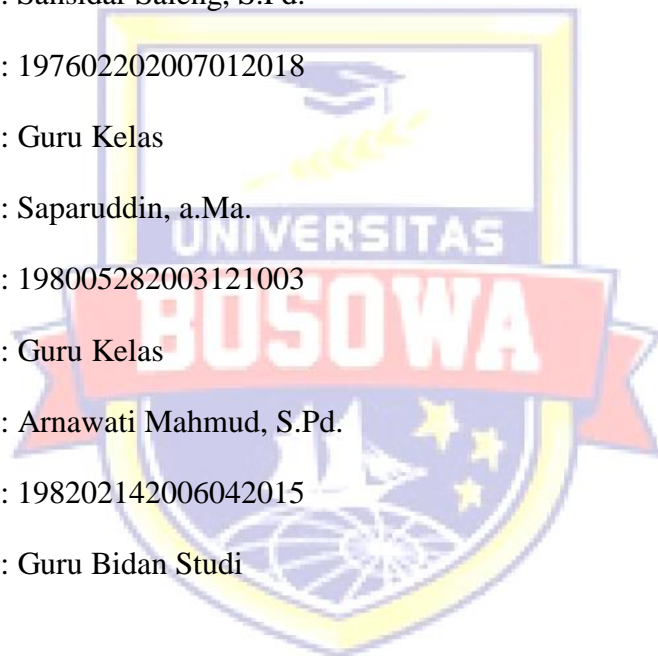 : 197602202007012018
: Guru Kelas
: Saparuddin, a.Ma.
UNIVERSITAS
: 198005282003121003
BOSOWA
: Guru Kelas
: Arnawati Mahmud, S.Pd.
: 198202142006042015
: Guru Bidan Studi